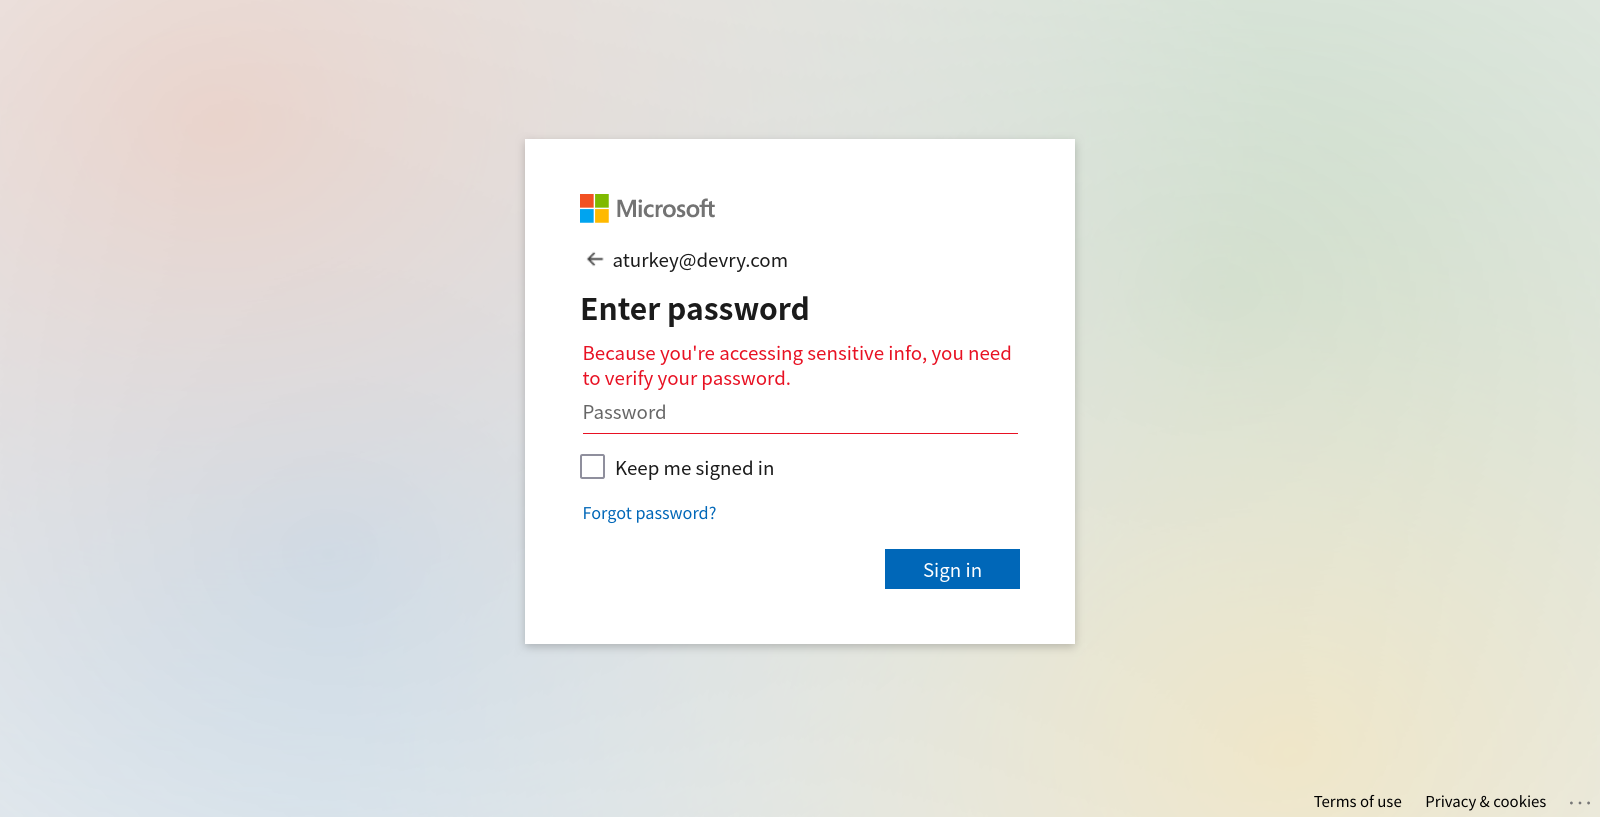 Microsoft
aturkey@devry.com
Enter password
Because you're accessing sensitive info, you need
to verify your password.
Password
Keep me signed in
Forgot password?
Sign in
Terms of use Privacy & cookies ...